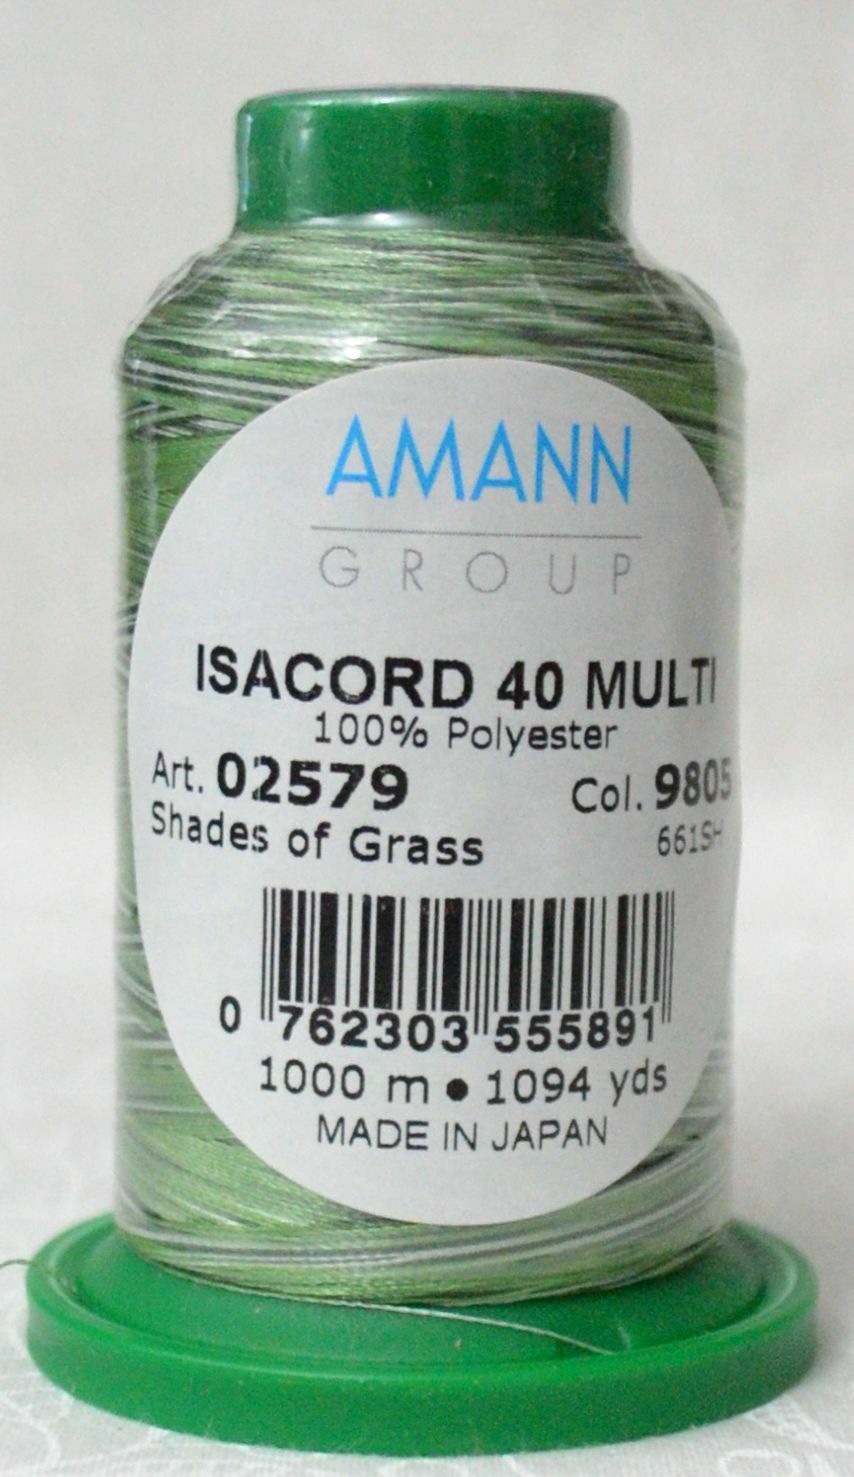 AMANN
GROUP
ISACORD 40 MULTI
100% Polyester
Art. 02579 Col. 9805
Shades of Grass 661SH
0 762303 555891
1000 m • 1094 yds
MADE IN JAPAN